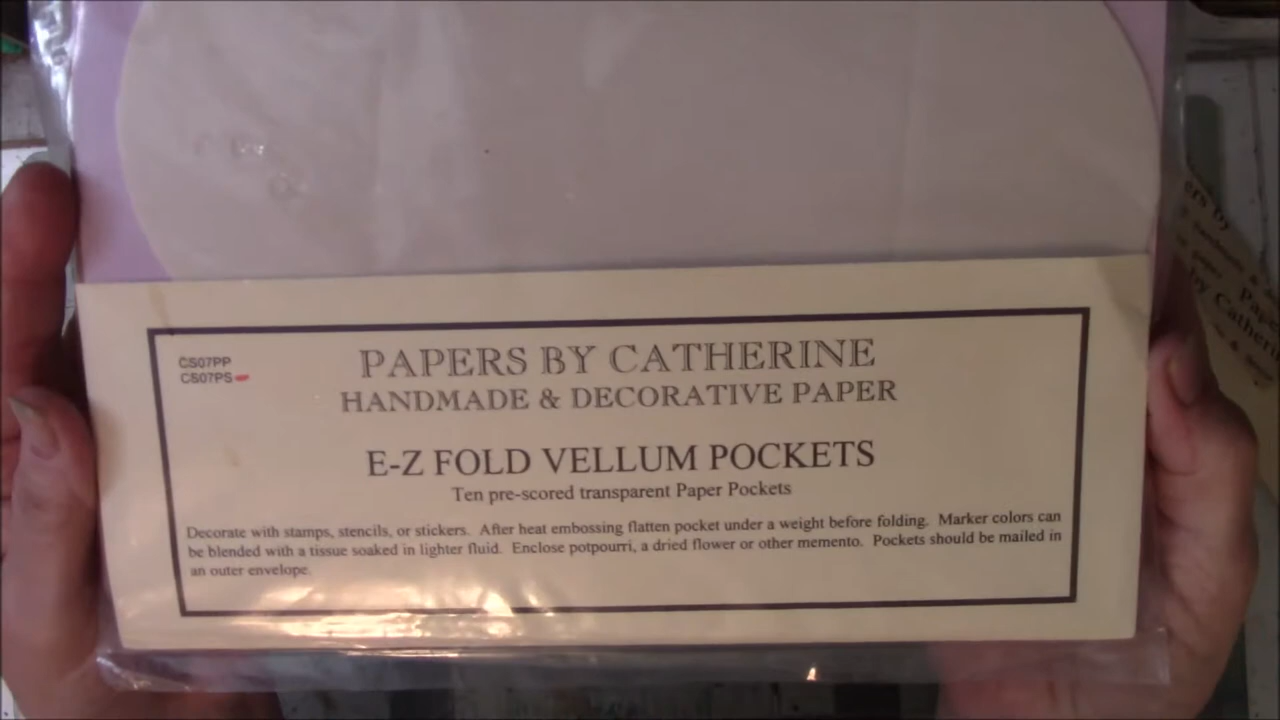 CS07PP
CS07PS
PAPERS BY CATHERINE
HANDMADE & DECORATIVE PAPER
E-Z FOLD VELLUM POCKETS
Ten pre-scored transparent Paper Pockets
Decorate with stamps, stencils, or stickers. After heat embossing flatten pocket under a weight before folding. Marker colors can
be blended with a tissue soaked in lighter fluid. Enclose potpourri, a dried flower or other memento. Pockets should be mailed in
an outer envelope.